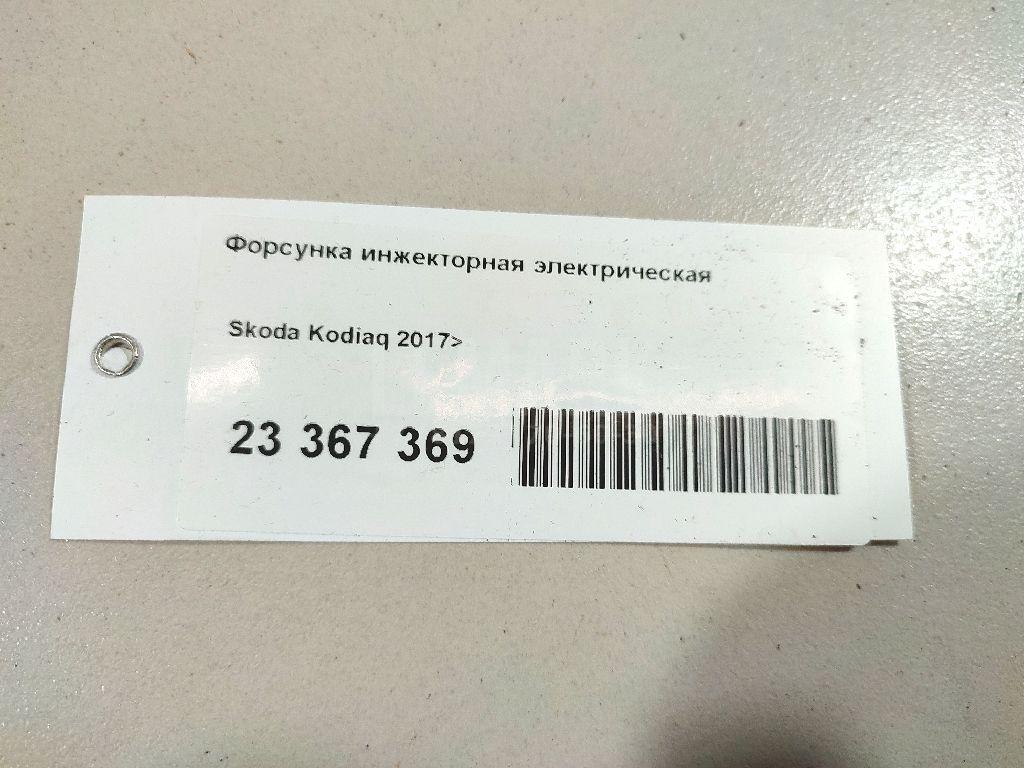 Форсунка инжекторная электрическая
Skoda Kodiaq 2017>
23 367 369